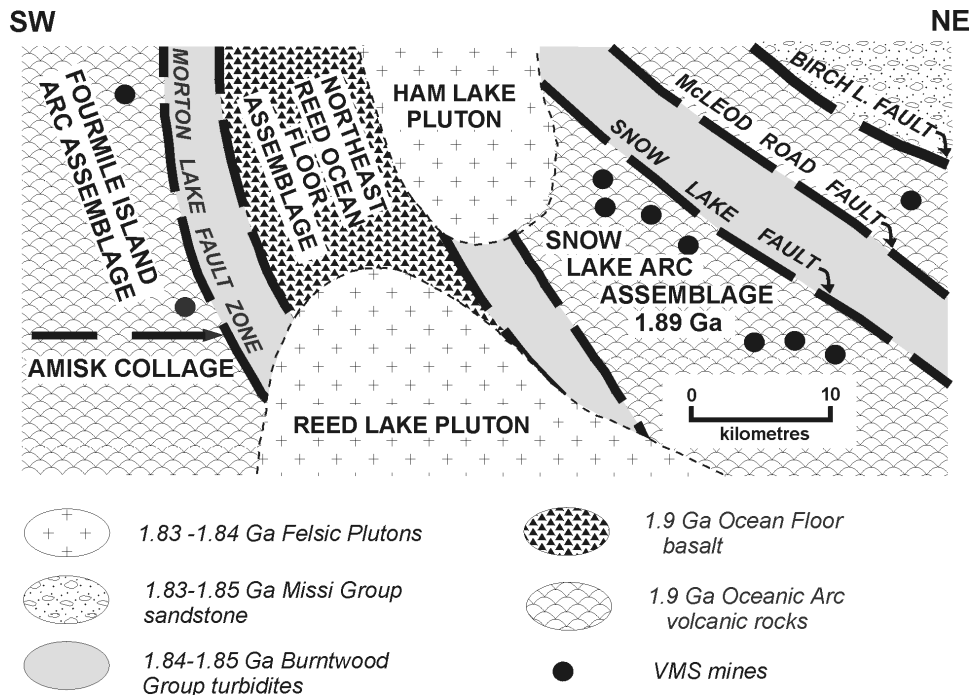 SW
NE
FOURMILE ISLAND
ARC ASSEMBLAGE
MORTON LAKE FAULT ZONE
NORTHEAST
REED OCEAN
FLOOR
ASSEMBLAGE
HAM LAKE
PLUTON
BIRCH L. FAULT
McLEOD ROAD FAULT
SNOW LAKE FAULT
SNOW
LAKE ARC
ASSEMBLAGE
1.89 Ga
AMISK COLLAGE
REED LAKE PLUTON
0 10
kilometres
1.83 -1.84 Ga Felsic Plutons
1.83-1.85 Ga Missi Group
sandstone
1.84-1.85 Ga Burntwood
Group turbidites
1.9 Ga Ocean Floor
basalt
1.9 Ga Oceanic Arc
volcanic rocks
VMS mines